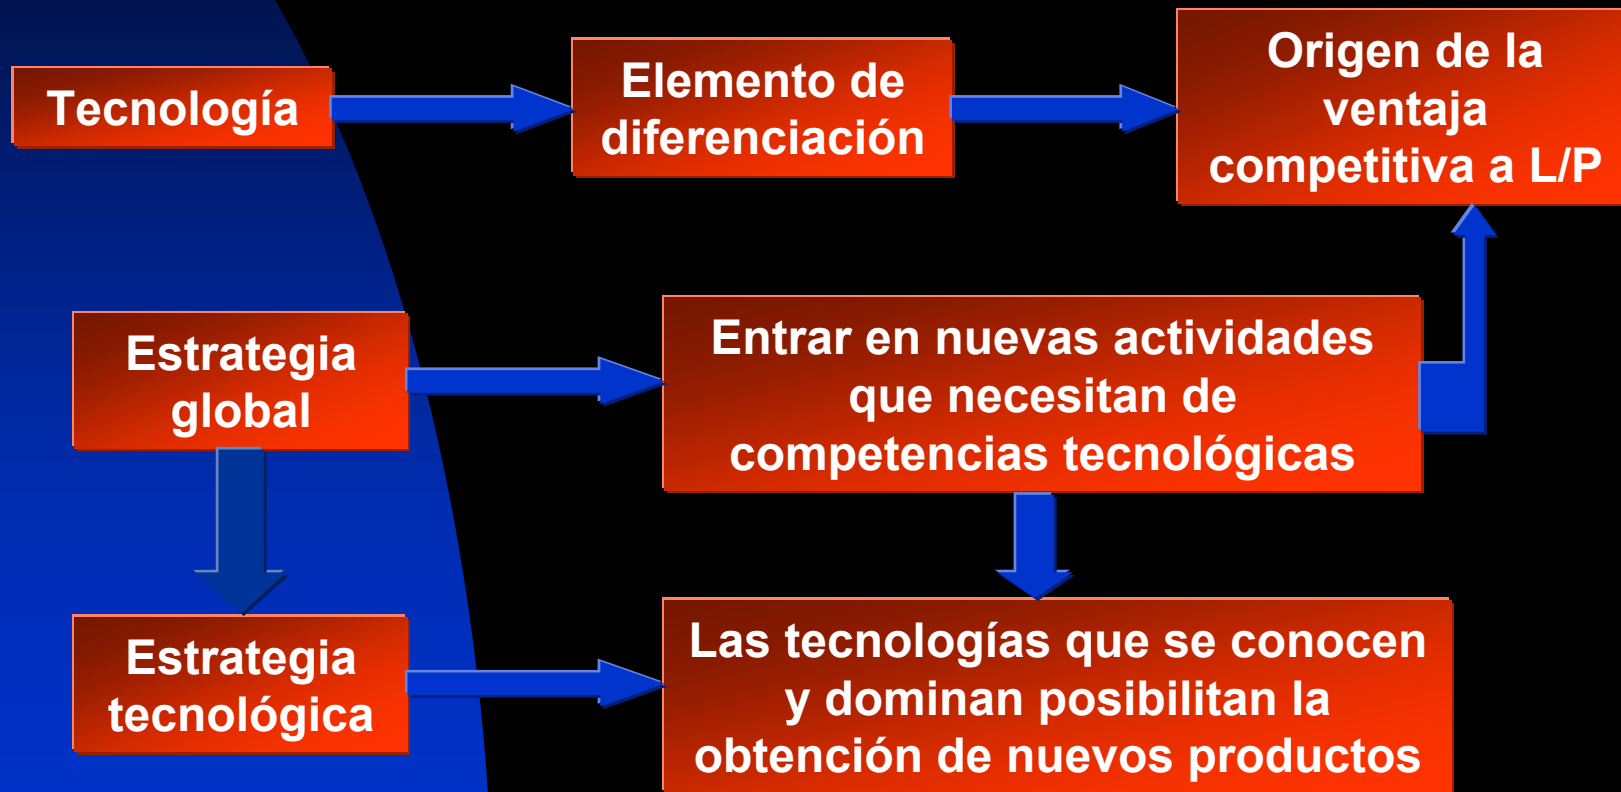 Tecnología
Elemento de
diferenciación
Origen de la
ventaja
competitiva a L/P
Estrategia
global
Entrar en nuevas actividades
que necesitan de
competencias tecnológicas
Estrategia
tecnológica
Las tecnologías que se conocen
y dominan posibilitan la
obtención de nuevos productos